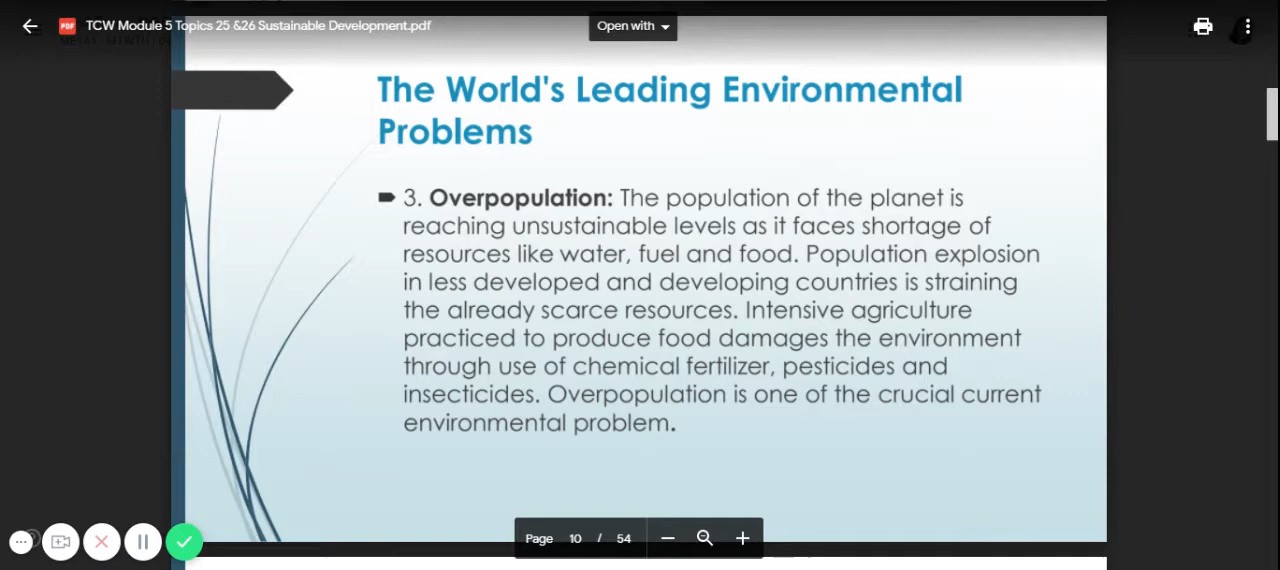 TCW Module 5 Topics 25 &26 Sustainable Development.pdf
Open with
The World's Leading Environmental
Problems
3. Overpopulation: The population of the planet is
reaching unsustainable levels as it faces shortage of
resources like water, fuel and food. Population explosion
in less developed and developing countries is straining
the already scarce resources. Intensive agriculture
practiced to produce food damages the environment
through use of chemical fertilizer, pesticides and
insecticides. Overpopulation is one of the crucial current
environmental problem.
Page 10 / 54